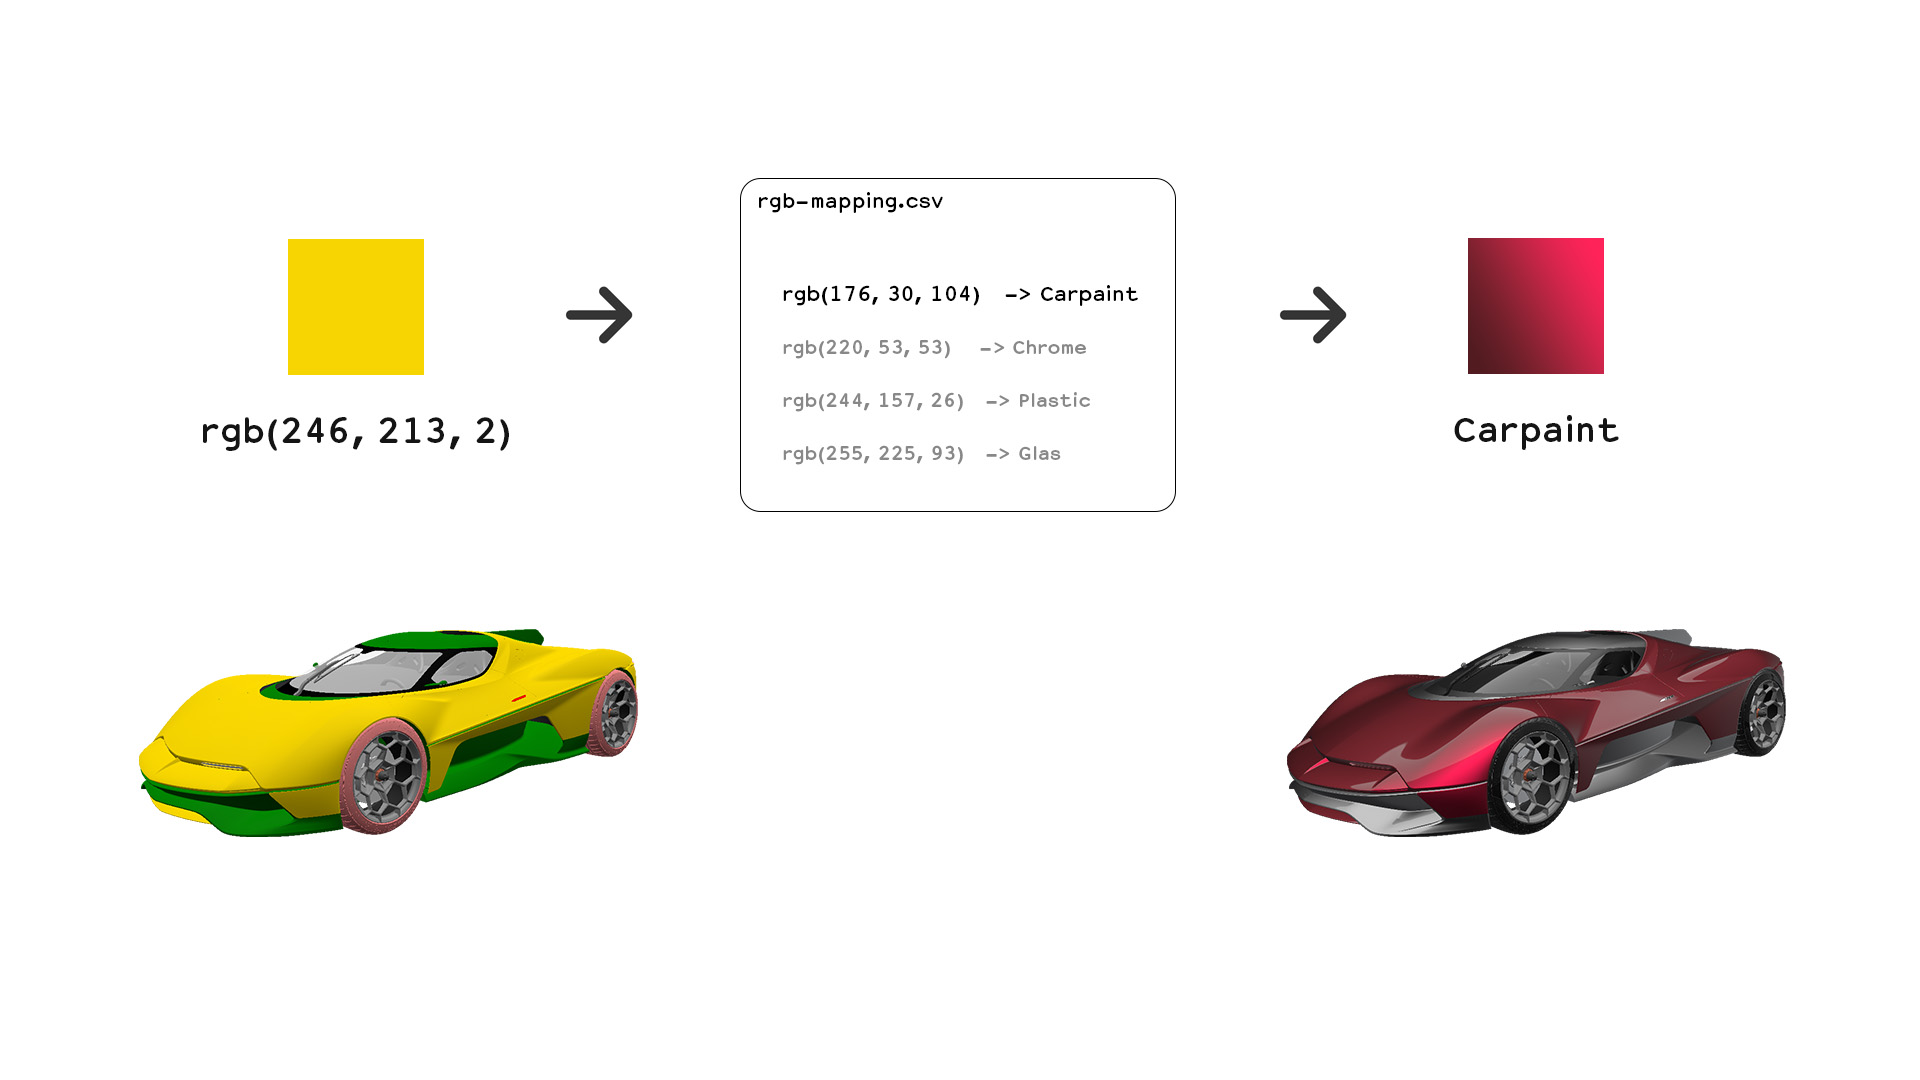 rgb-mapping.csv
rgb(176, 30, 104) -> Carpaint
rgb(220, 53, 53) -> Chrome
rgb(244, 157, 26) -> Plastic
rgb(255, 225, 93) -> Glas
rgb(246, 213, 2)
Carpaint